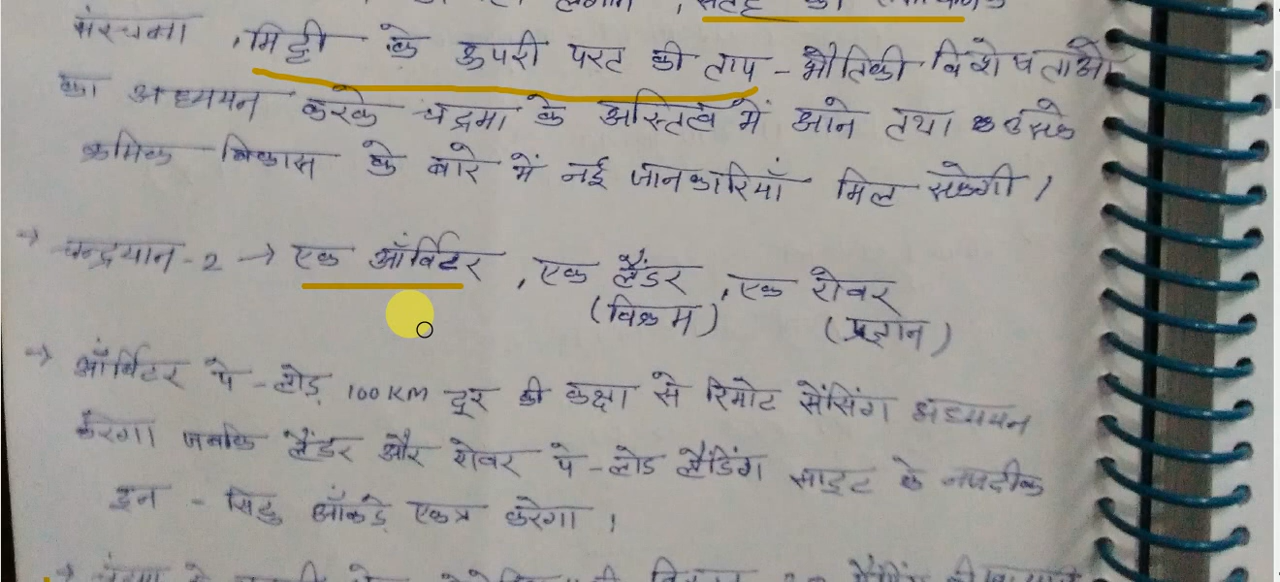 संरचना , मिट्टी के ऊपरी परत की ताप - भौतिकी विशेषताओं
का अध्ययन करके चंद्रमा के अस्तित्व में आने तथा उसके
क्रमिक विकास के बारे में नई जानकारियाँ मिल सकेगी ।
→ चन्द्रयान - 2 → एक ऑर्विटर , एक लैंडर , एक रोवर
(विक्रम) (प्रज्ञान)
→ ऑर्विटर पे - लोड़ 100 KM दूर की कक्षा से रिमोट सेंसिंग अध्ययन
करेगा जबकि लैंडर और रोवर पे - लोड लैंडिंग साइट के नजदीक
इन - सिटु आँकड़े एकत्र करेगा ।